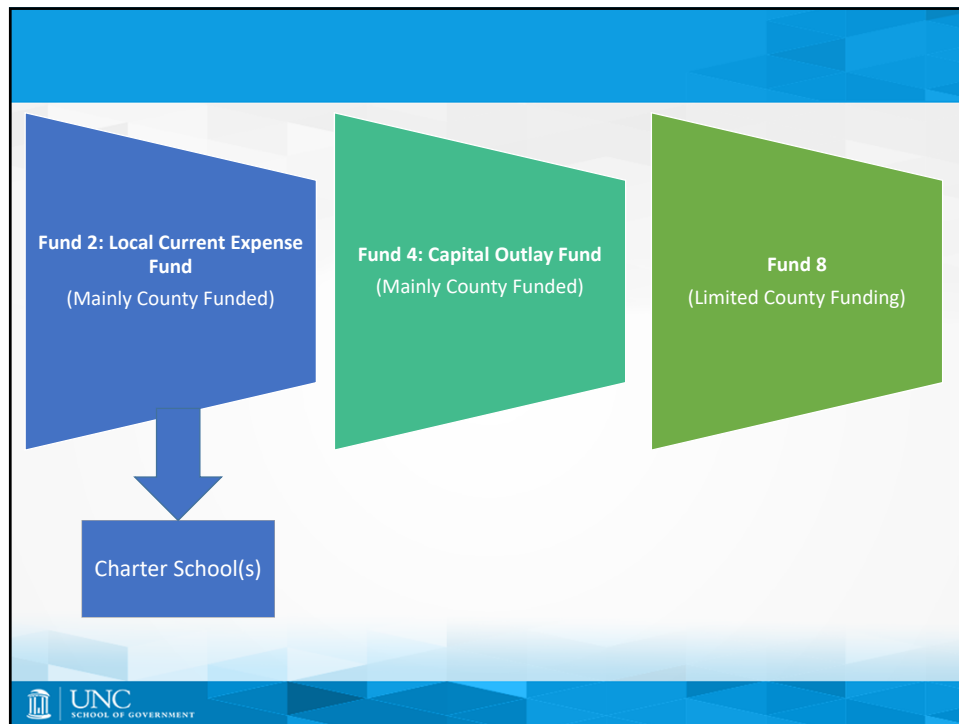 Fund 2: Local Current Expense
Fund
(Mainly County Funded)
Fund 4: Capital Outlay Fund
(Mainly County Funded)
Fund 8
(Limited County Funding)
Charter School(s)
UNC
SCHOOL OF GOVERNMENT